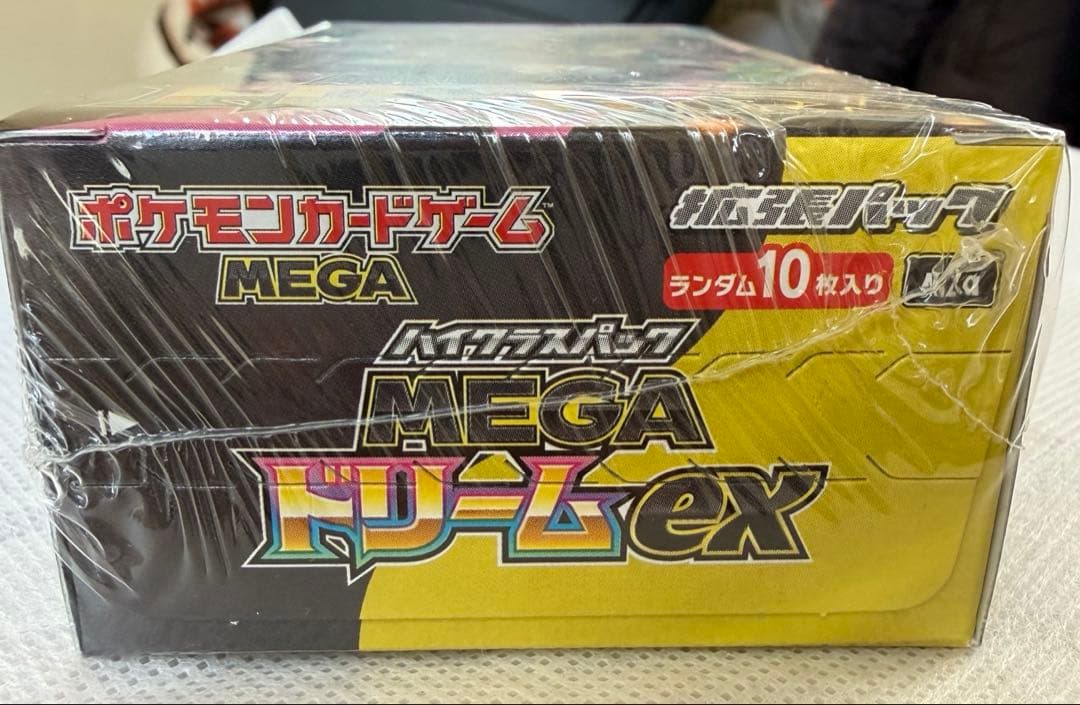 ポケモンカードゲーム™
MEGA
拡張パック
ランダム10枚入り
ハイクラスパック
MEGA
ドリームex